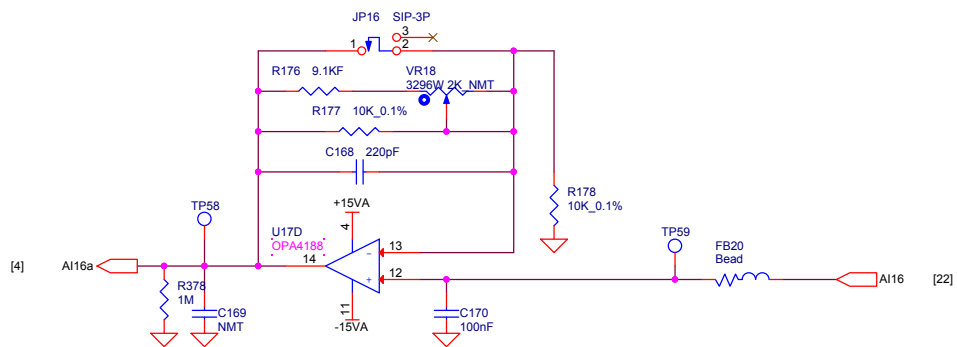 JP16 SIP-3P
3
1 2
R176 9.1KF VR18
3296W 2K_NMT
R177 10K_0.1%
C168 220pF
R178
10K_0.1%
TP58 +15VA
4
U17D
OPA4188
13
TP59
FB20
Bead
14
−
+
12
[4] AI16a
AI16 [22]
R378
1M
C169
NMT
11
-15VA
C170
100nF